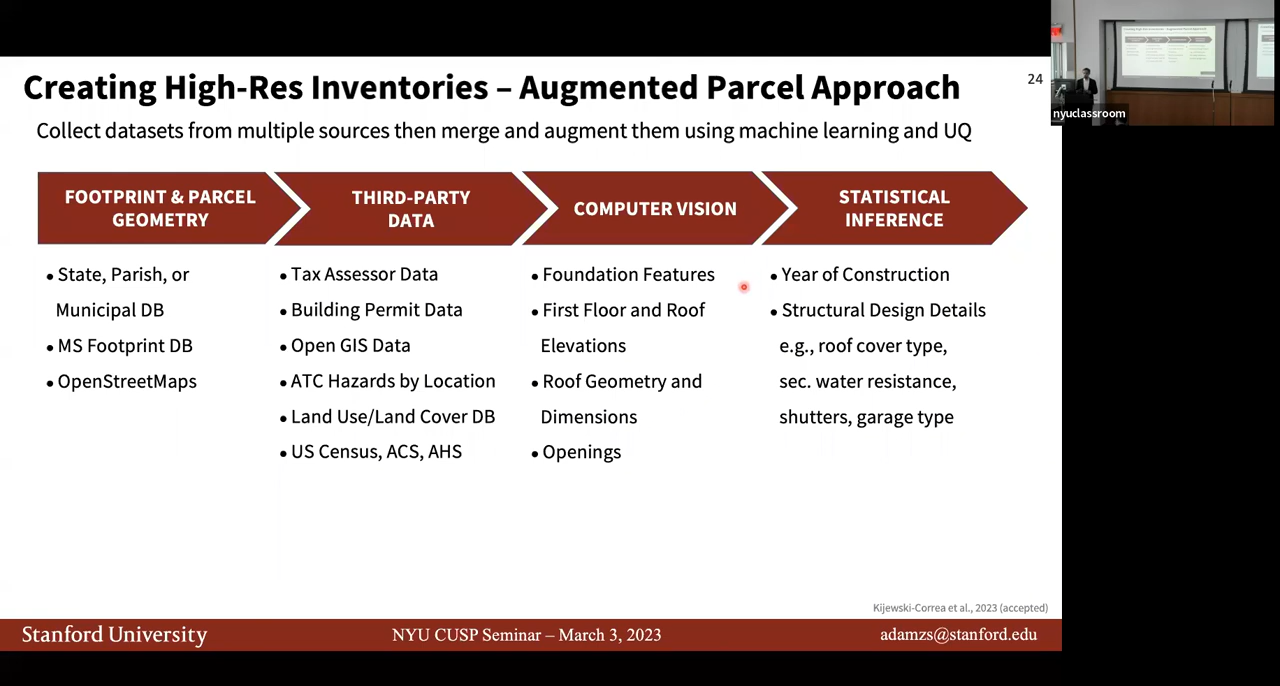 Creating High-Res Inventories – Augmented Parcel Approach
24
Collect datasets from multiple sources then merge and augment them using machine learning and UQ
FOOTPRINT & PARCEL
GEOMETRY
• State, Parish, or
Municipal DB
• MS Footprint DB
• OpenStreetMaps
THIRD-PARTY
DATA
• Tax Assessor Data
• Building Permit Data
• Open GIS Data
• ATC Hazards by Location
• Land Use/Land Cover DB
• US Census, ACS, AHS
COMPUTER VISION
• Foundation Features
• First Floor and Roof
Elevations
• Roof Geometry and
Dimensions
• Openings
STATISTICAL
INFERENCE
• Year of Construction
• Structural Design Details
e.g., roof cover type,
sec. water resistance,
shutters, garage type
Kijewski-Correa et al., 2023 (accepted)
Stanford University
NYU CUSP Seminar – March 3, 2023
adamzs@stanford.edu
nyuclassroom